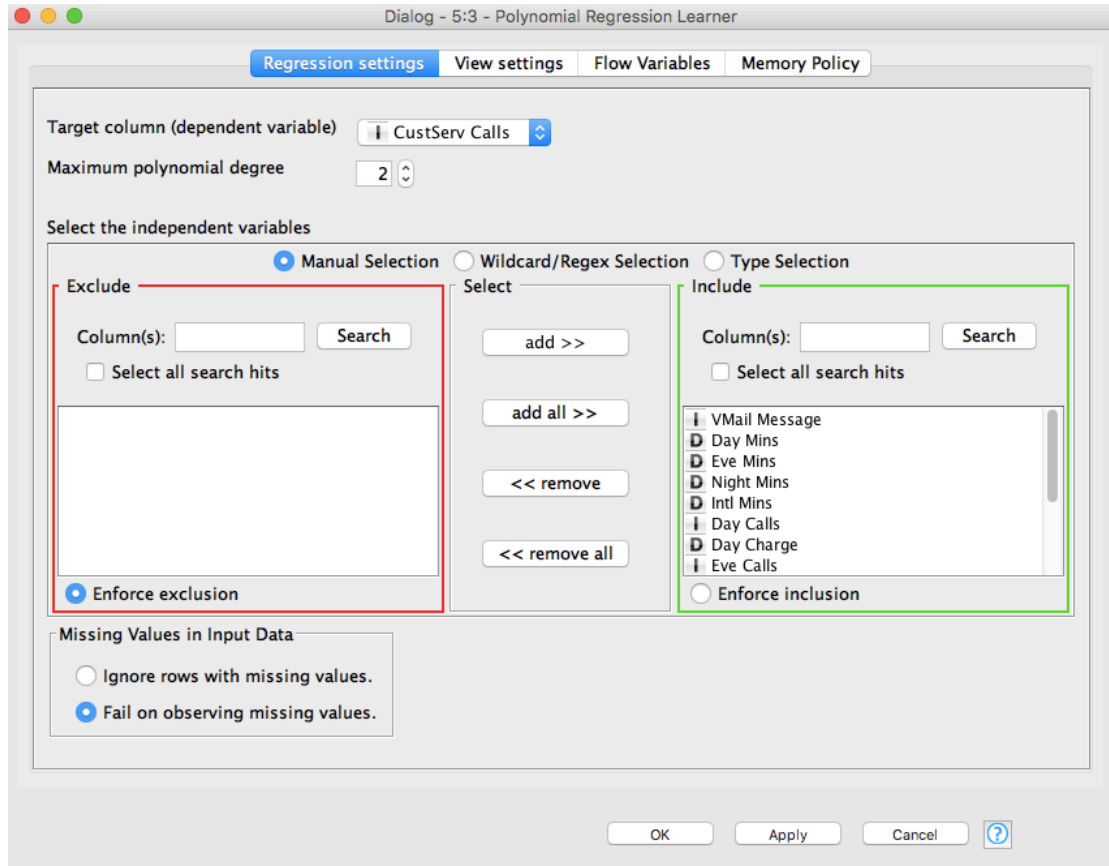 Dialog - 5:3 - Polynomial Regression Learner
Regression settings View settings Flow Variables Memory Policy
Target column (dependent variable) I CustServ Calls
Maximum polynomial degree 2
Select the independent variables
Manual Selection Wildcard/Regex Selection Type Selection
Exclude Select Include
Column(s): Search add >> Column(s): Search
Select all search hits Select all search hits
add all >>
I VMail Message
D Day Mins
D Eve Mins
<< remove
D Night Mins
D Intl Mins
I Day Calls
D Day Charge
<< remove all
I Eve Calls
Enforce exclusion Enforce inclusion
Missing Values in Input Data
Ignore rows with missing values.
Fail on observing missing values.
OK Apply Cancel ?